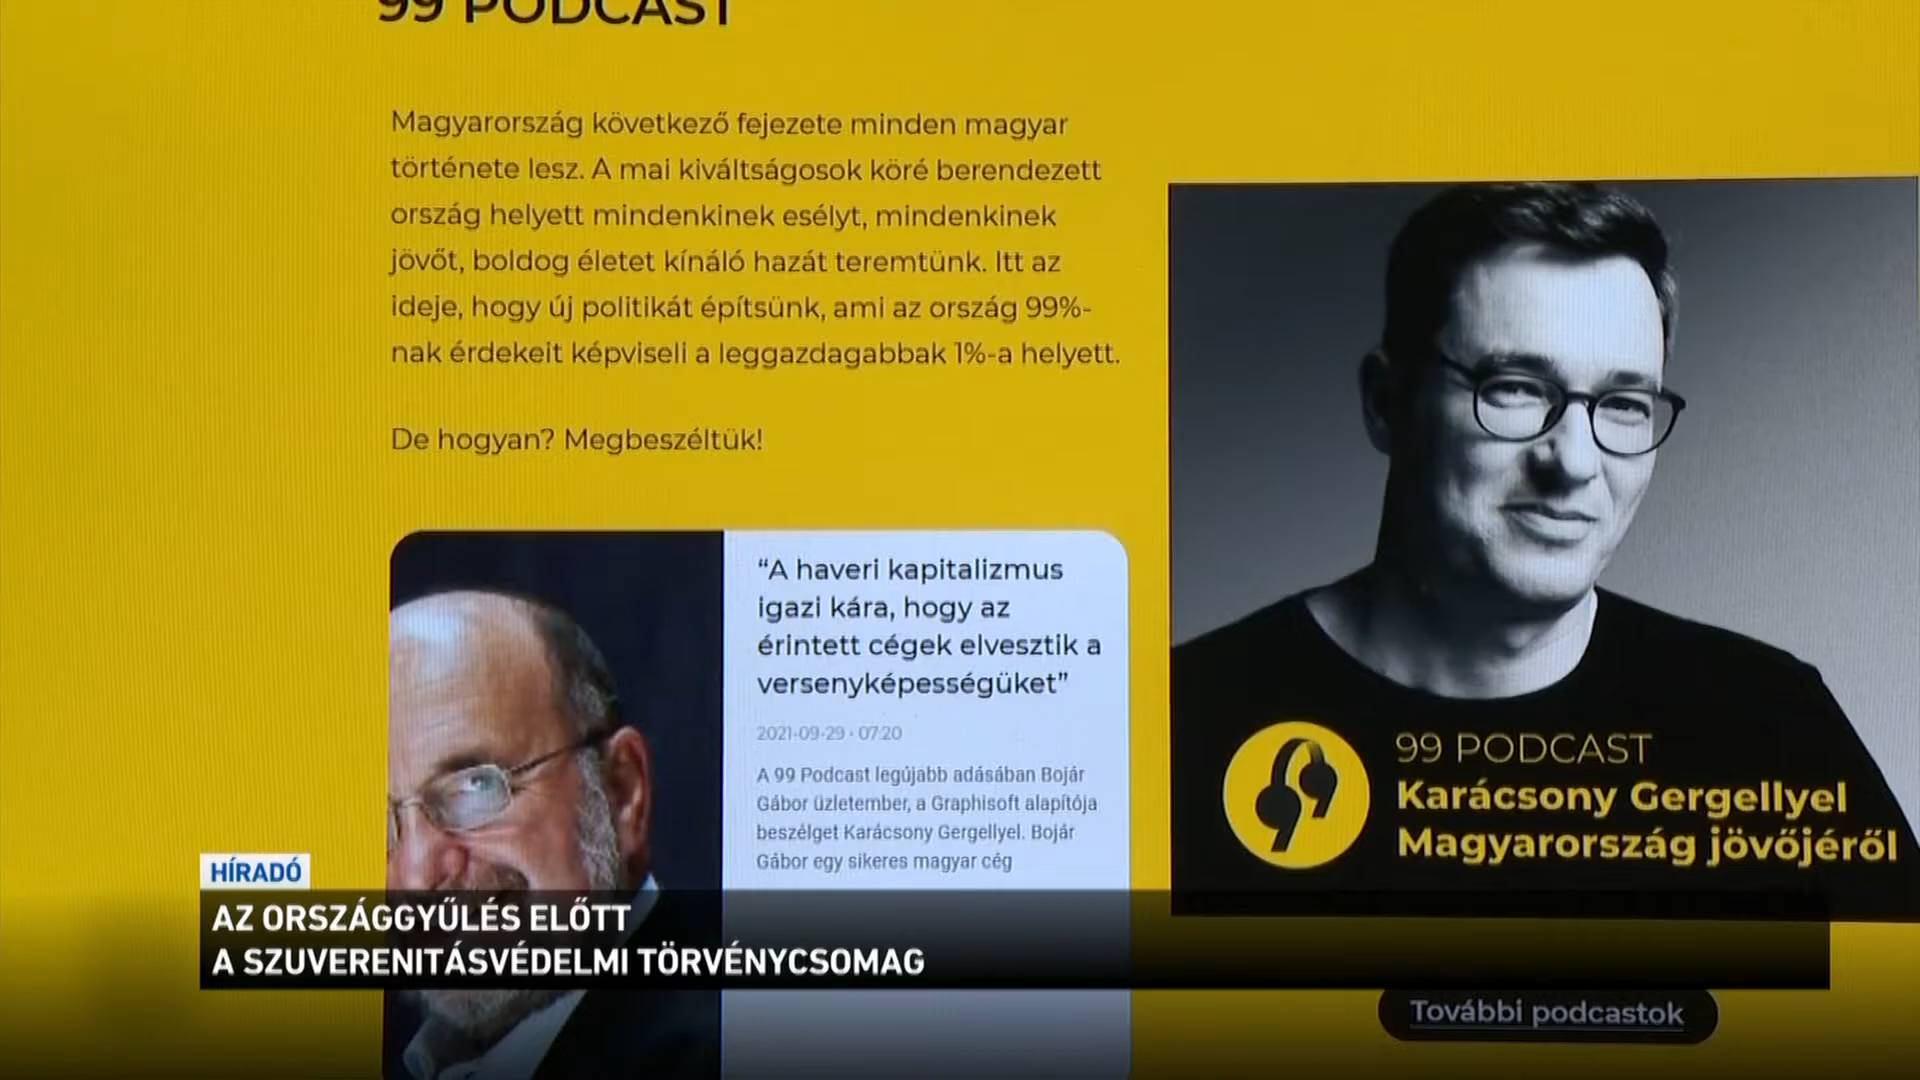 99 PODCAST
Magyarország következő fejezete minden magyar
története lesz. A mai kiváltságosok köré berendezett
ország helyett mindenkinek esélyt, mindenkinek
jövőt, boldog életet kínáló hazát teremtünk. Itt az
ideje, hogy új politikát építsünk, ami az ország 99%-
nak érdekeit képviseli a leggazdagabbak 1%-a helyett.
De hogyan? Megbeszéltük!
“A haveri kapitalizmus
igazi kára, hogy az
érintett cégek elvesztik a
versenyképességüket”
2021-09-29 • 07:20
A 99 Podcast legújabb adásában Bojár
Gábor üzletember, a Graphisoft alapítója
beszélget Karácsony Gergellyel. Bojár
Gábor egy sikeres magyar cég
99 PODCAST
Karácsony Gergellyel
Magyarország jövőjéről
További podcastok
HÍRADÓ
AZ ORSZÁGGYŰLÉS ELŐTT
A SZUVERENITÁSVÉDELMI TÖRVÉNYCSOMAG